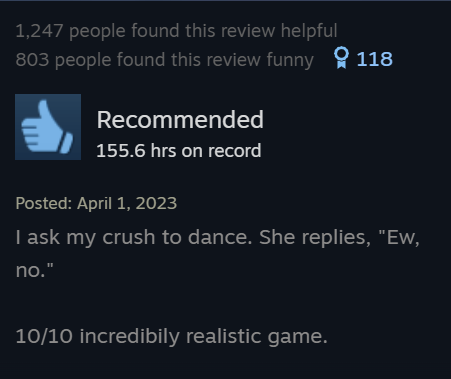 1,247 people found this review helpful
803 people found this review funny 118
Recommended
155.6 hrs on record
Posted: April 1, 2023
I ask my crush to dance. She replies, "Ew,
no."
10/10 incredibily realistic game.